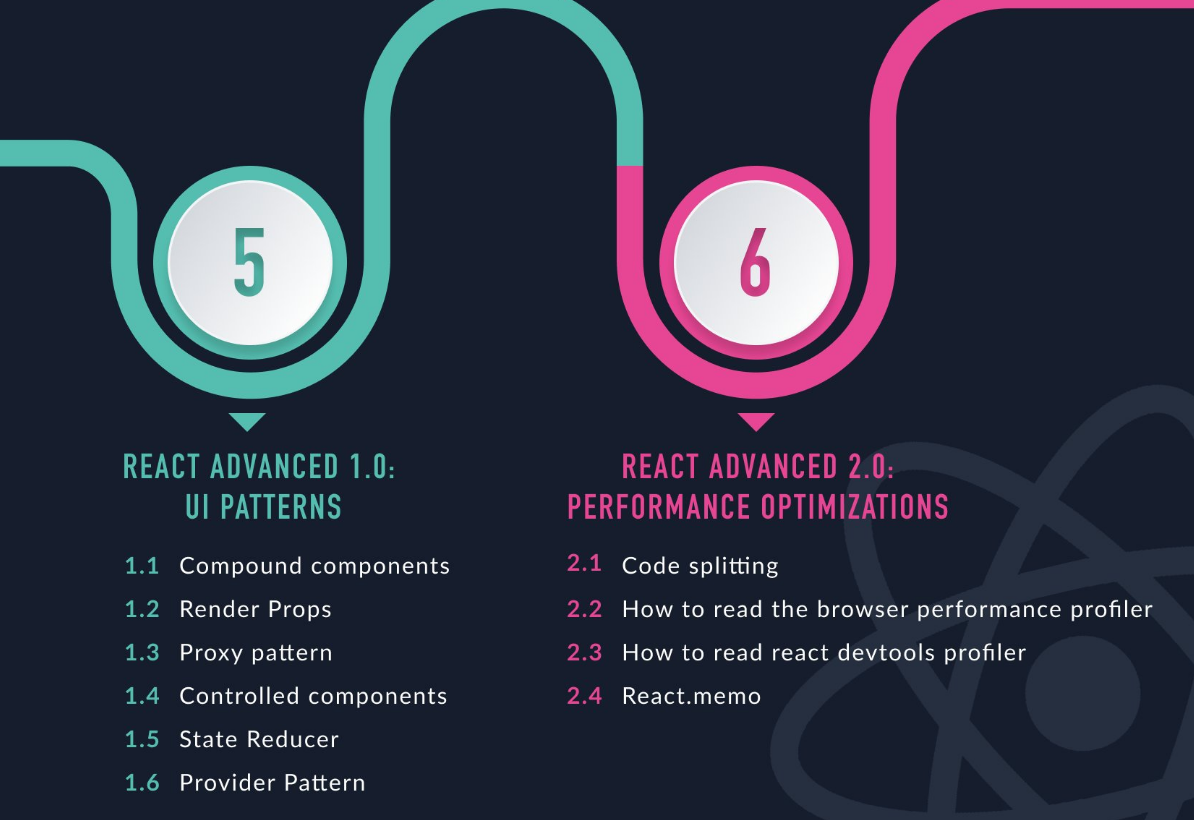 5
REACT ADVANCED 1.0:
UI PATTERNS
1.1 Compound components
1.2 Render Props
1.3 Proxy pattern
1.4 Controlled components
1.5 State Reducer
1.6 Provider Pattern
6
REACT ADVANCED 2.0:
PERFORMANCE OPTIMIZATIONS
2.1 Code splitting
2.2 How to read the browser performance profiler
2.3 How to read react devtools profiler
2.4 React.memo